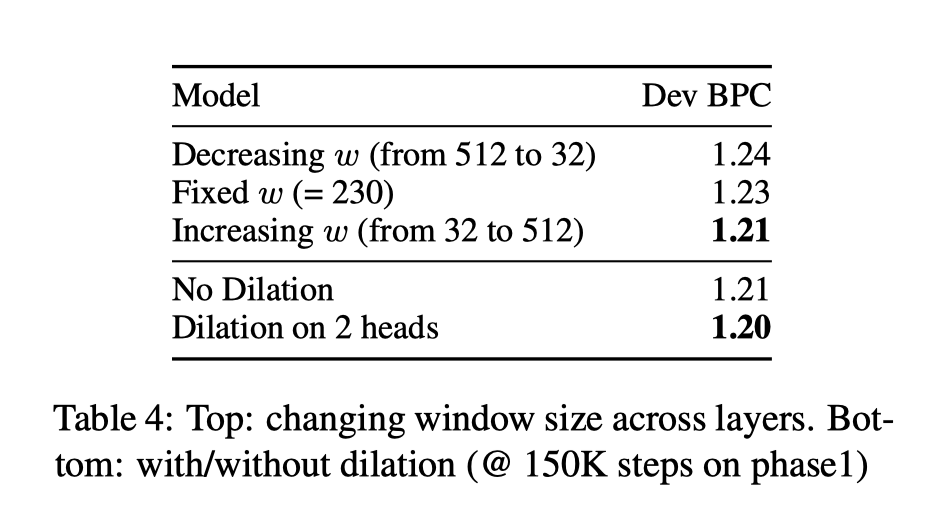 Model Dev BPC
Decreasing w (from 512 to 32) 1.24
Fixed w (= 230) 1.23
Increasing w (from 32 to 512) 1.21
No Dilation 1.21
Dilation on 2 heads 1.20
Table 4: Top: changing window size across layers. Bot-
tom: with/without dilation (@ 150K steps on phase1)